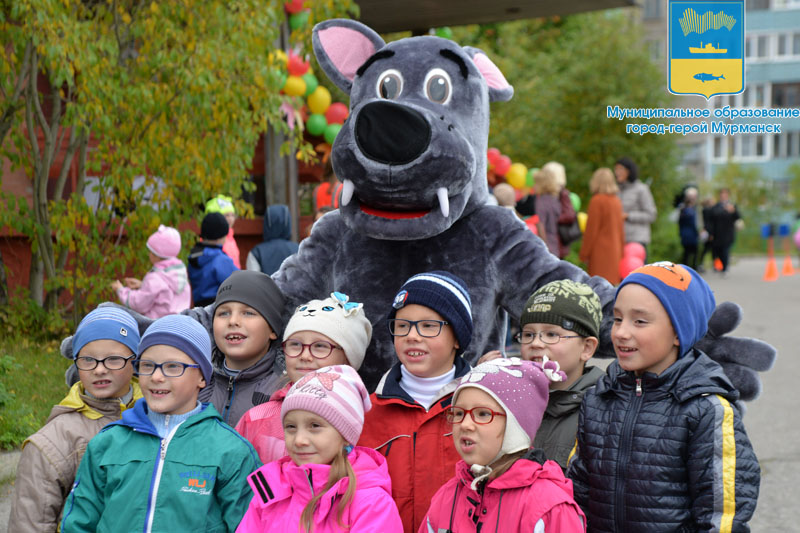 Муниципальное образование
город-герой Мурманск